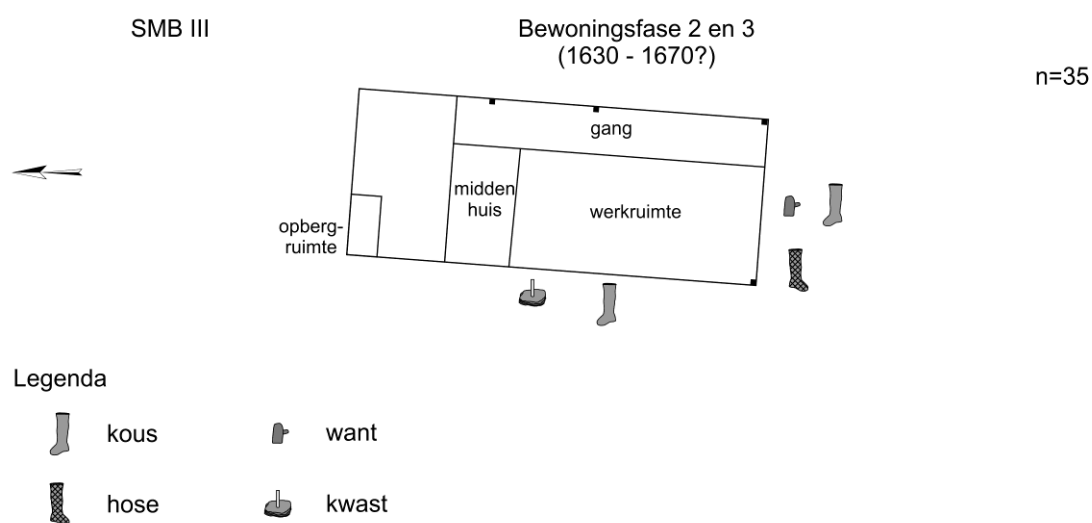 SMB III
Bewoningsfase 2 en 3
(1630 - 1670?)
n=35
gang
midden
huis
werkruimte
opberg-
ruimte
Legenda
kous
want
hose
kwast